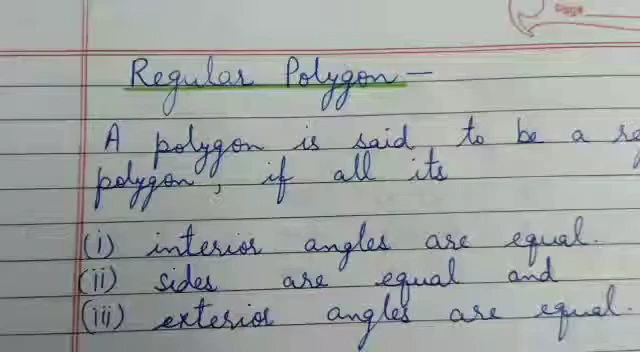 Page
Regular Polygon –
A polygon is said to be a
polygon, if all its
(i) interior angles are equal.
(ii) sides are equal and
(iii) exterior angles are equal.